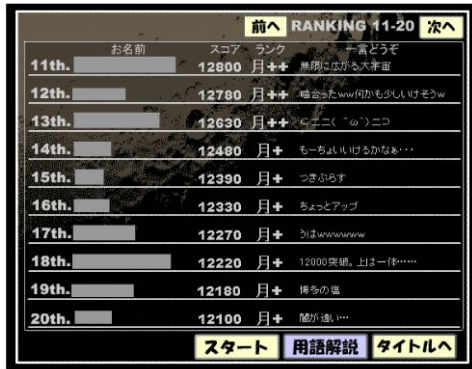 前へ RANKING 11-20 次へ
お名前 スコア ランク 一言どうぞ
11th. 12800 月++ 無限に広がる大宇宙
12th. 12780 月++ 噛合ったww何かも少しいけそうw
13th. 12630 月++ ⊂ニニ( ^ω^)ニ⊃
14th. 12480 月+ もーちょいいけるかなぁ・・・
15th. 12390 月+ つきぷらす
16th. 12330 月+ ちょっとアップ
17th. 12270 月+ うはwwwwww
18th. 12220 月+ 12000突破。上は一体……
19th. 12180 月+ 博多の塩
20th. 12100 月+ 闇が遠い…
スタート 用語解説 タイトルへ